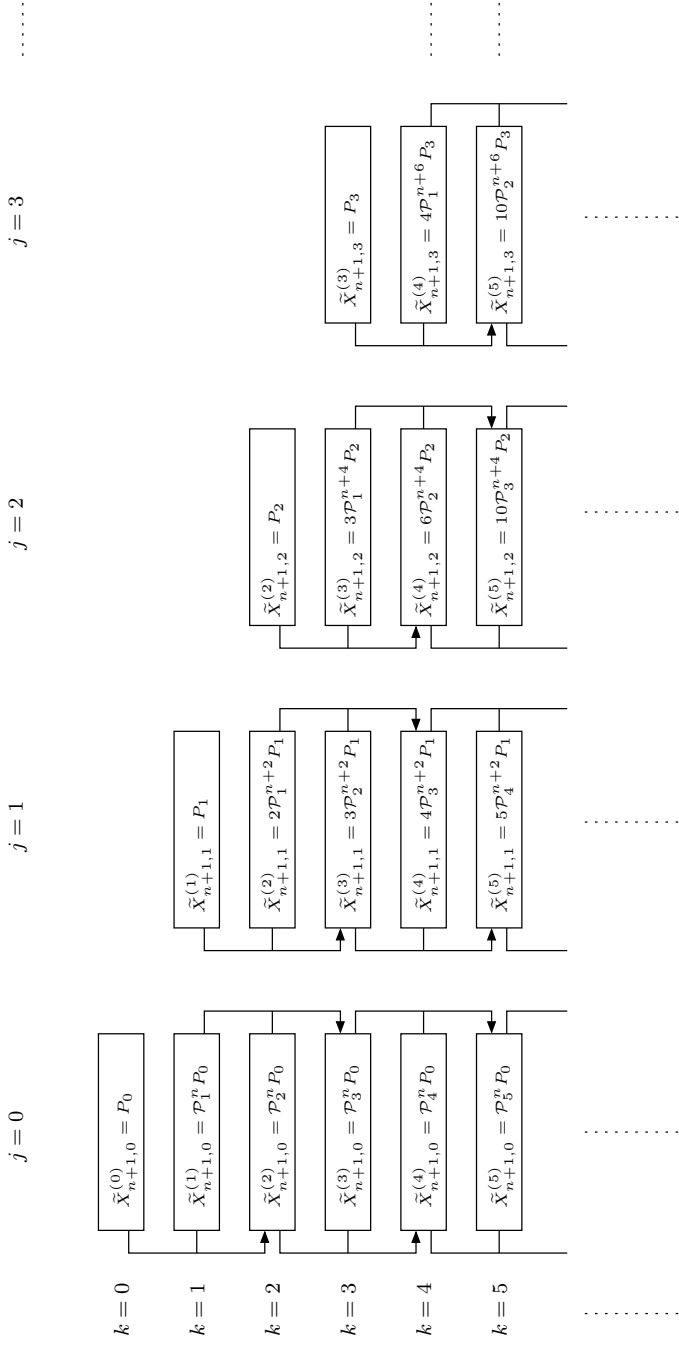 j = 0 j = 1 j = 2 j = 3
k = 0 X̃^{(0)}_{n+1,0} = P_0
k = 1 X̃^{(1)}_{n+1,0} = 𝒫^n_1 P_0 X̃^{(1)}_{n+1,1} = P_1
k = 2 X̃^{(2)}_{n+1,0} = 𝒫^n_2 P_0 X̃^{(2)}_{n+1,1} = 2𝒫^{n+2}_1 P_1 X̃^{(2)}_{n+1,2} = P_2
k = 3 X̃^{(3)}_{n+1,0} = 𝒫^n_3 P_0 X̃^{(3)}_{n+1,1} = 3𝒫^{n+2}_2 P_1 X̃^{(3)}_{n+1,2} = 3𝒫^{n+4}_1 P_2 X̃^{(3)}_{n+1,3} = P_3
k = 4 X̃^{(4)}_{n+1,0} = 𝒫^n_4 P_0 X̃^{(4)}_{n+1,1} = 4𝒫^{n+2}_3 P_1 X̃^{(4)}_{n+1,2} = 6𝒫^{n+4}_2 P_2 X̃^{(4)}_{n+1,3} = 4𝒫^{n+6}_1 P_3
k = 5 X̃^{(5)}_{n+1,0} = 𝒫^n_5 P_0 X̃^{(5)}_{n+1,1} = 5𝒫^{n+2}_4 P_1 X̃^{(5)}_{n+1,2} = 10𝒫^{n+4}_3 P_2 X̃^{(5)}_{n+1,3} = 10𝒫^{n+6}_2 P_3